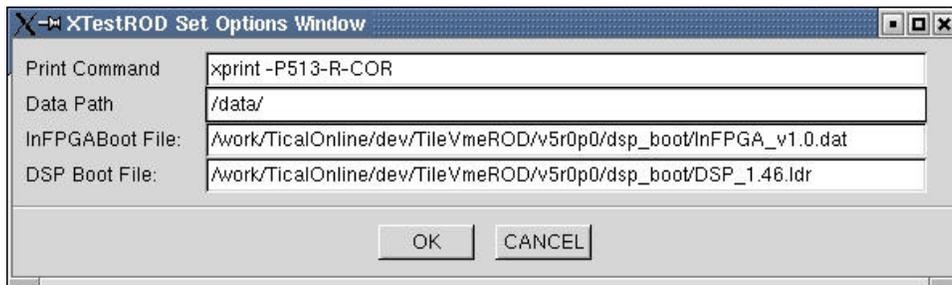 XTestROD Set Options Window
Print Command xprint -P513-R-COR
Data Path /data/
InFPGABoot File: /work/TicalOnline/dev/TileVmeROD/v5r0p0/dsp_boot/InFPGA_v1.0.dat
DSP Boot File: /work/TicalOnline/dev/TileVmeROD/v5r0p0/dsp_boot/DSP_1.46.ldr
OK CANCEL